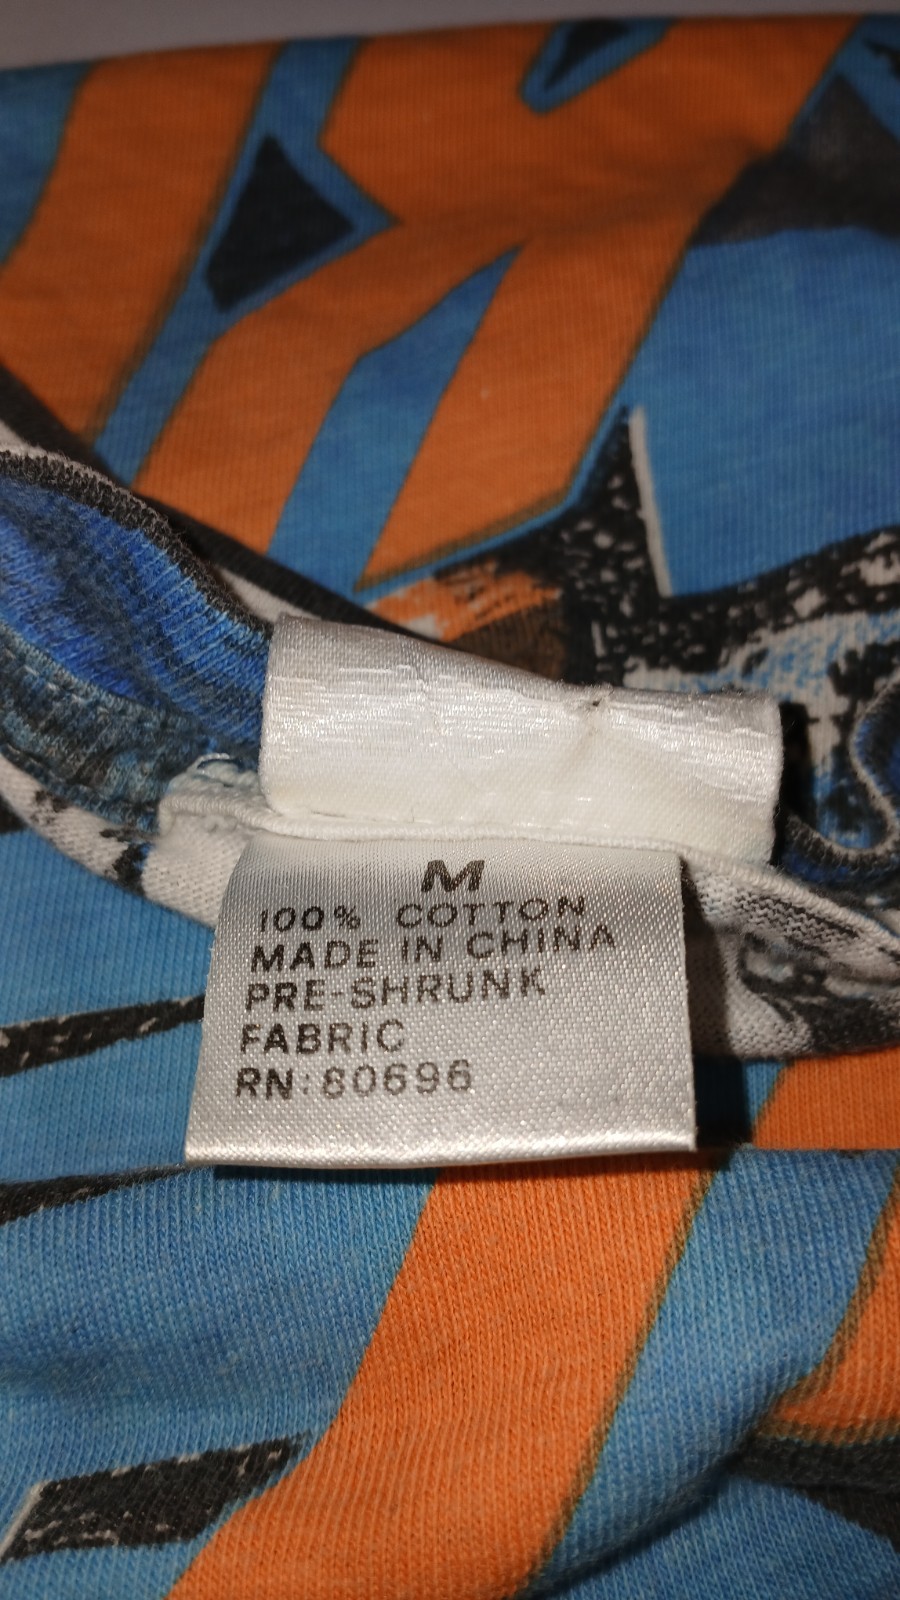 M
100% COTTON
MADE IN CHINA
PRE-SHRUNK
FABRIC
RN:80696